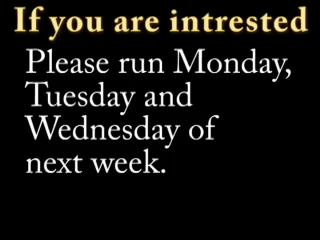 If you are intrested
Please run Monday,
Tuesday and
Wednesday of
next week.